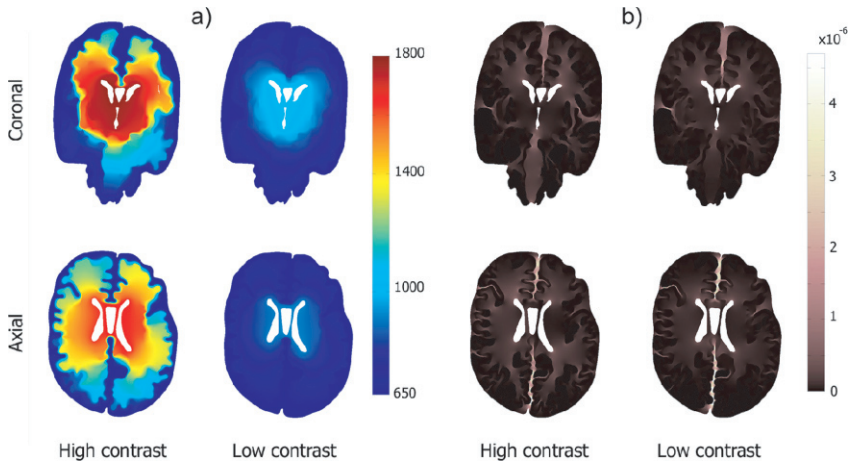 a)
b)
Coronal
Axial
1800
1400
1000
650
x10⁻⁶
4
3
2
1
0
High contrast
Low contrast
High contrast
Low contrast